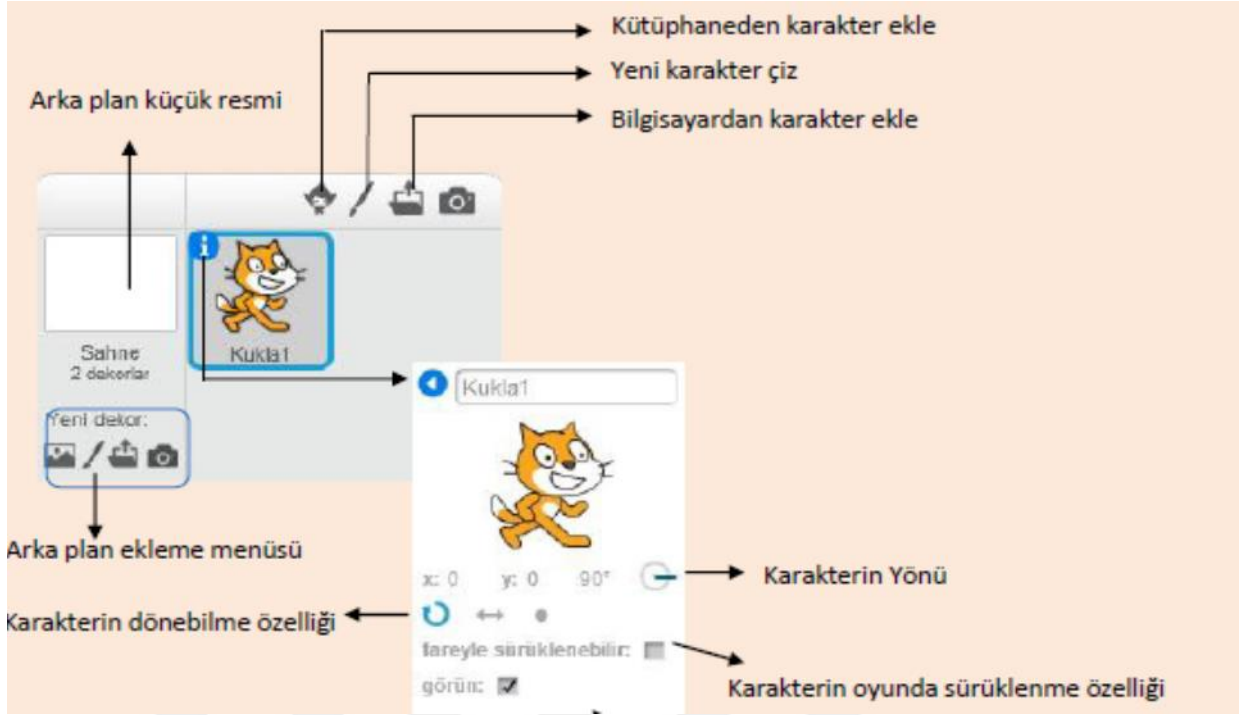 Kütüphaneden karakter ekle
Yeni karakter çiz
Arka plan küçük resmi
Bilgisayardan karakter ekle
i
Sahne
2 dekorlar
Kukla1
Yeni dekor:
Kukla1
Arka plan ekleme menüsü
x: 0 y: 0 90°
Karakterin Yönü
Karakterin dönebilme özelliği
fareyle sürüklenebilir:
görün:
Karakterin oyunda sürüklenme özelliği